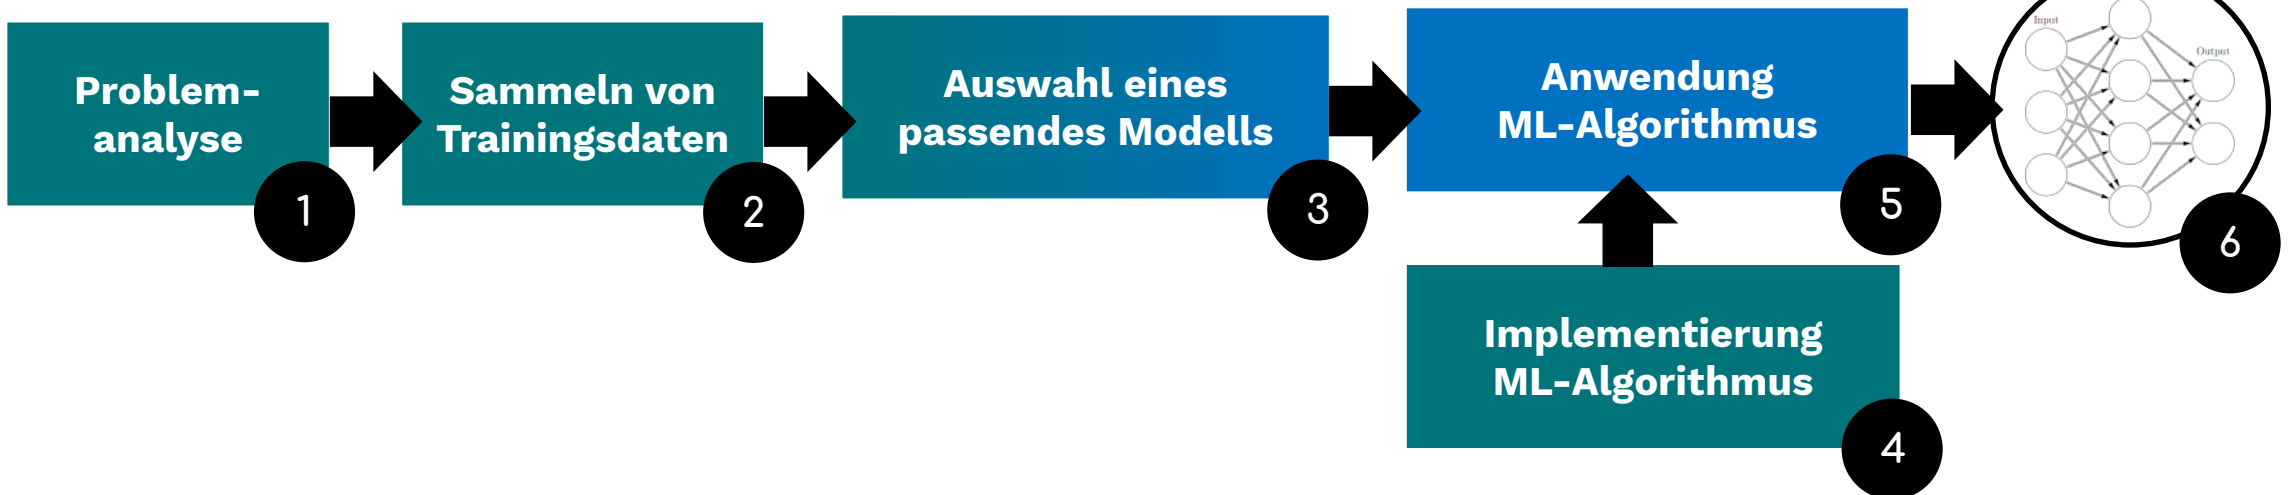 Problem-
analyse
1
Sammeln von
Trainingsdaten
2
Auswahl eines
passendes Modells
3
Anwendung
ML-Algorithmus
5
Input
Output
6
Implementierung
ML-Algorithmus
4